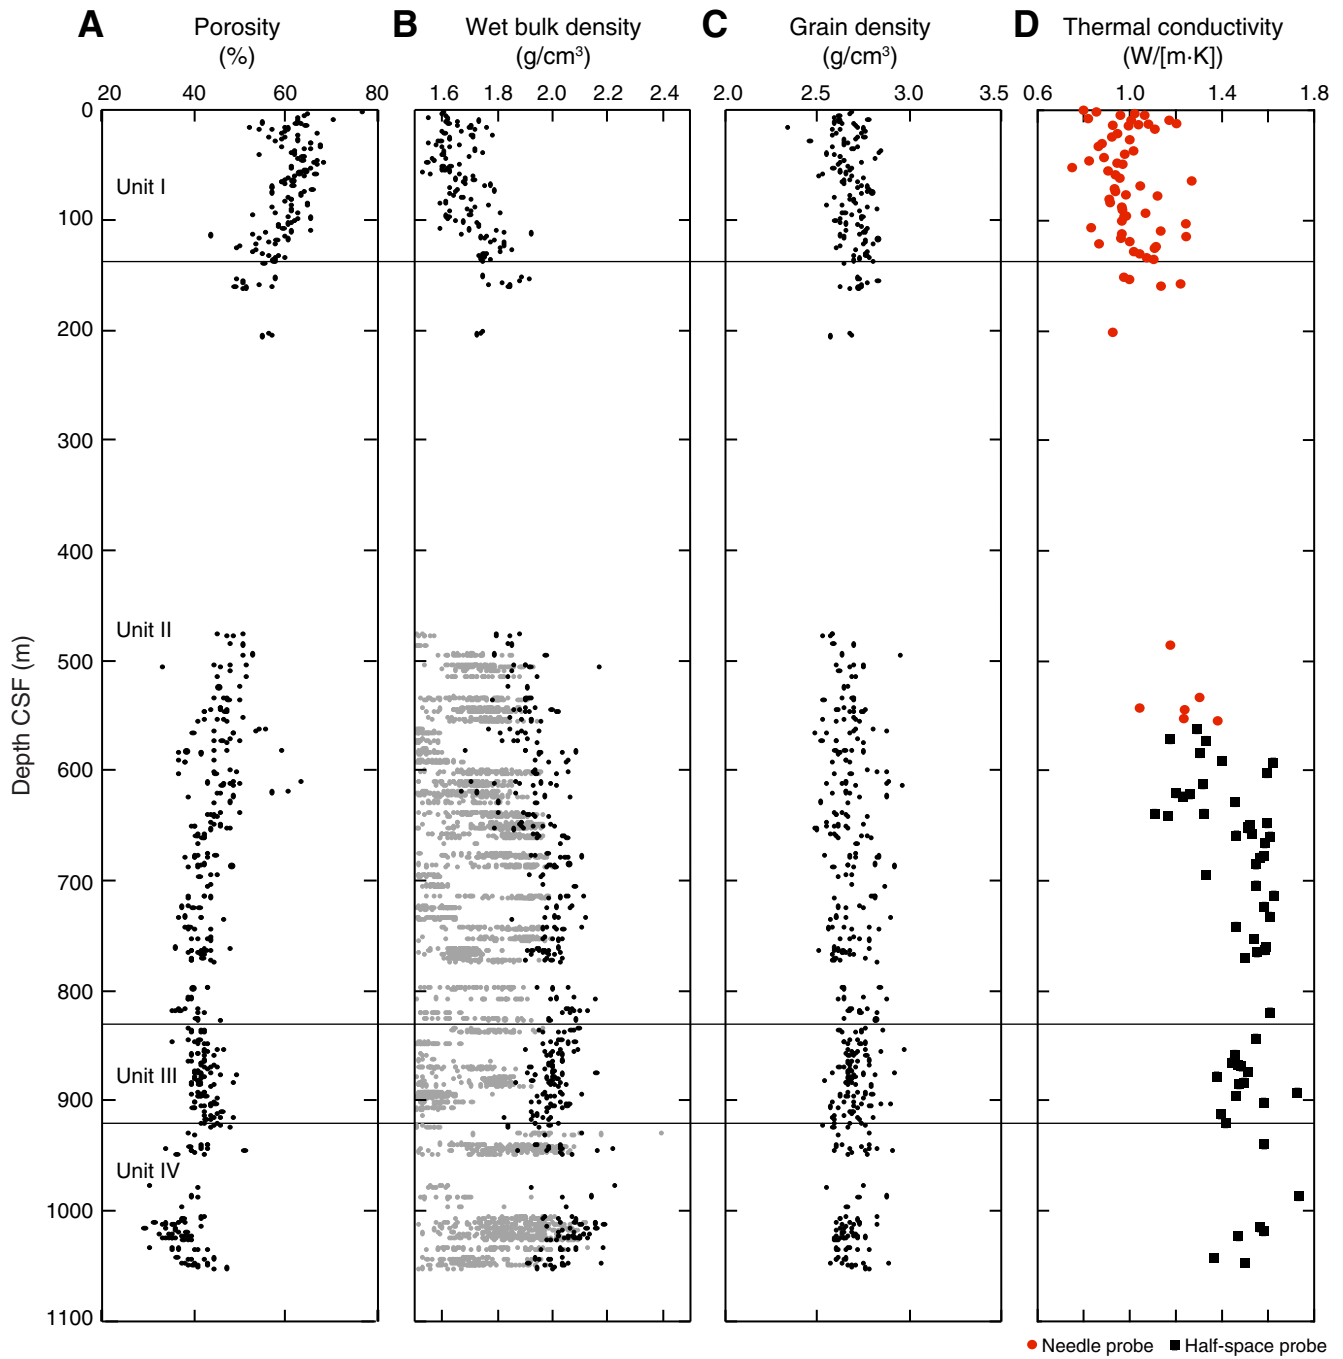 A Porosity (%)
B Wet bulk density (g/cm³)
C Grain density (g/cm³)
D Thermal conductivity (W/[m·K])
20 40 60 80
1.6 1.8 2.0 2.2 2.4
2.0 2.5 3.0 3.5
0.6 1.0 1.4 1.8
Depth CSF (m)
0
100
200
300
400
500
600
700
800
900
1000
1100
Unit I
Unit II
Unit III
Unit IV
Needle probe Half-space probe